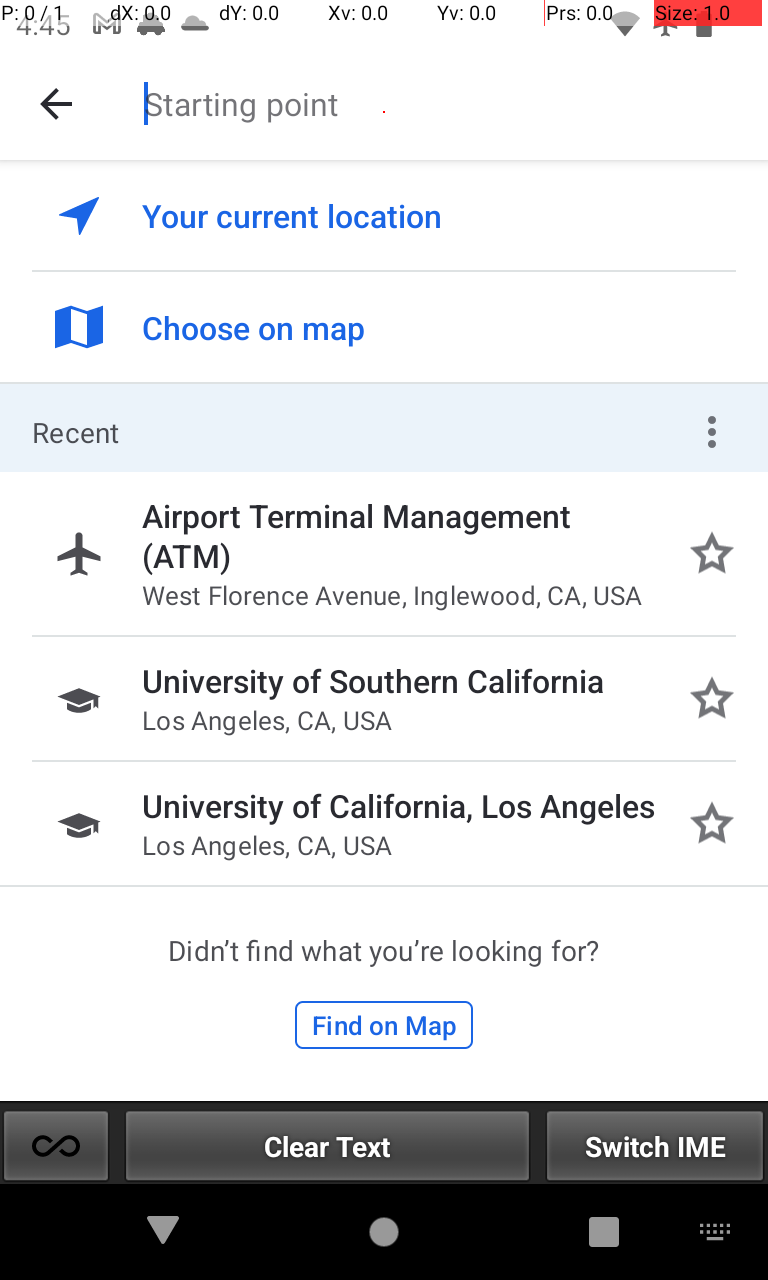 P: 0 / 1 dX: 0.0 dY: 0.0 Xv: 0.0 Yv: 0.0 Prs: 0.0 Size: 1.0
4:45
Starting point
Your current location
Choose on map
Recent
Airport Terminal Management
(ATM)
West Florence Avenue, Inglewood, CA, USA
University of Southern California
Los Angeles, CA, USA
University of California, Los Angeles
Los Angeles, CA, USA
Didn’t find what you’re looking for?
Find on Map
Clear Text
Switch IME